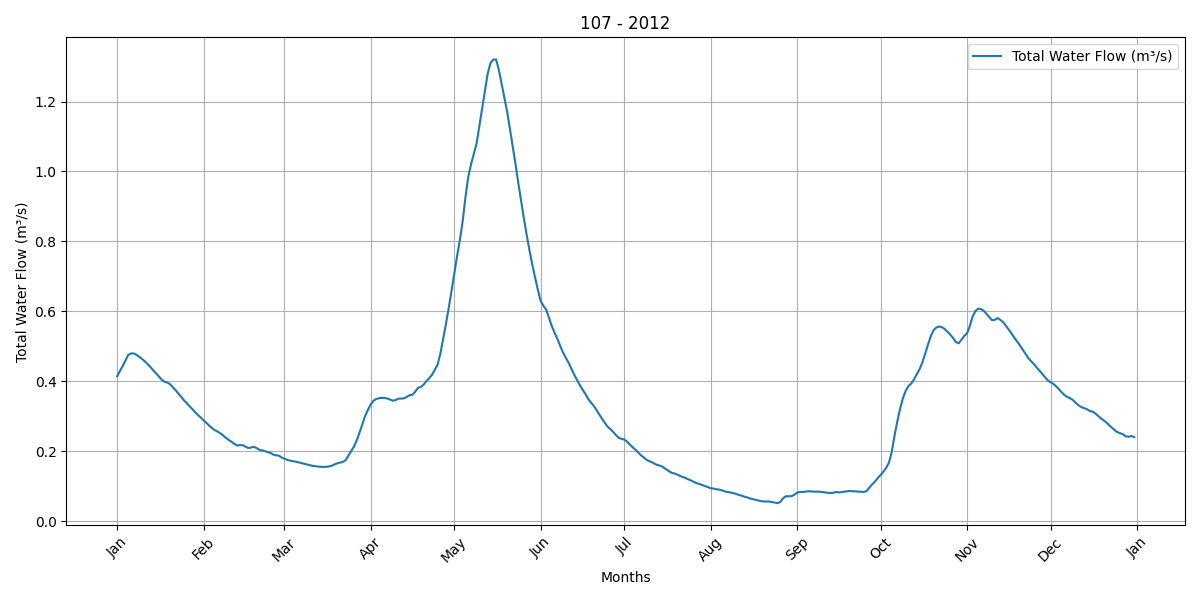 107 - 2012
Total Water Flow (m³/s)
Total Water Flow (m³/s)
1.2
1.0
0.8
0.6
0.4
0.2
0.0
Jan Feb Mar Apr May Jun Jul Aug Sep Oct Nov Dec Jan
Months